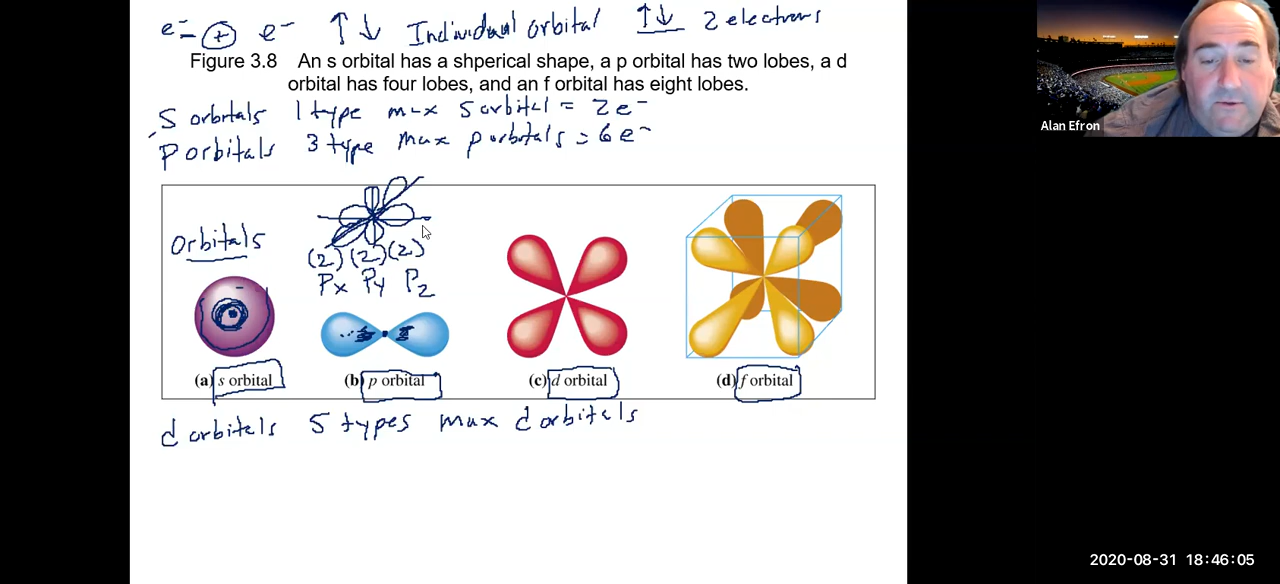 e⁻ + e⁻ ↑ ↓ Individual orbital ↑↓ 2 electrons
Figure 3.8 An s orbital has a shperical shape, a p orbital has two lobes, a d
orbital has four lobes, and an f orbital has eight lobes.
S orbitals 1 type max s orbital = 2e⁻
P orbitals 3 type max p orbitals = 6e⁻
Orbitals
(2) (2) (2)
Px Py Pz
(a) s orbital (b) p orbital (c) d orbital (d) f orbital
d orbitals 5 types max d orbitals
Alan Efron
2020-08-31 18:46:05